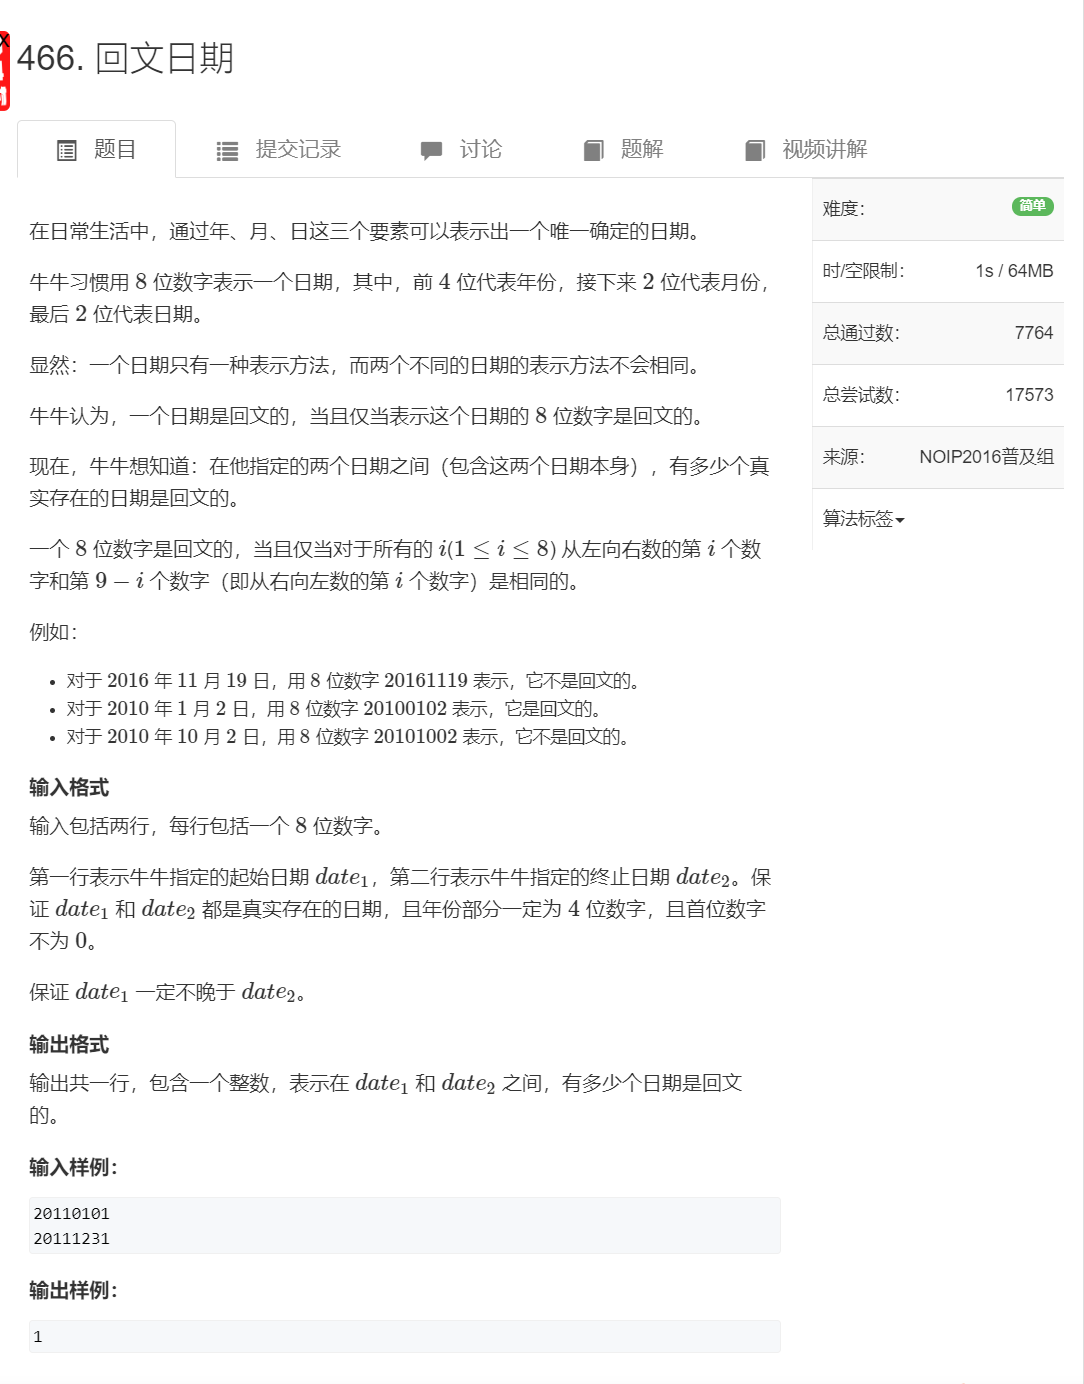 466. 回文日期
题目
提交记录
讨论
题解
视频讲解
在日常生活中，通过年、月、日这三个要素可以表示出一个唯一确定的日期。
牛牛习惯用 8 位数字表示一个日期，其中，前 4 位代表年份，接下来 2 位代表月份，
最后 2 位代表日期。
显然：一个日期只有一种表示方法，而两个不同的日期的表示方法不会相同。
牛牛认为，一个日期是回文的，当且仅当表示这个日期的 8 位数字是回文的。
现在，牛牛想知道：在他指定的两个日期之间（包含这两个日期本身），有多少个真
实存在的日期是回文的。
一个 8 位数字是回文的，当且仅当对于所有的 i(1 ≤ i ≤ 8) 从左向右数的第 i 个数
字和第 9 − i 个数字（即从右向左数的第 i 个数字）是相同的。
例如：
• 对于 2016 年 11 月 19 日，用 8 位数字 20161119 表示，它不是回文的。
• 对于 2010 年 1 月 2 日，用 8 位数字 20100102 表示，它是回文的。
• 对于 2010 年 10 月 2 日，用 8 位数字 20101002 表示，它不是回文的。
输入格式
输入包括两行，每行包括一个 8 位数字。
第一行表示牛牛指定的起始日期 date₁，第二行表示牛牛指定的终止日期 date₂。保
证 date₁ 和 date₂ 都是真实存在的日期，且年份部分一定为 4 位数字，且首位数字
不为 0。
保证 date₁ 一定不晚于 date₂。
输出格式
输出共一行，包含一个整数，表示在 date₁ 和 date₂ 之间，有多少个日期是回文
的。
输入样例：
20110101
20111231
输出样例：
1
难度： 简单
时/空限制： 1s / 64MB
总通过数： 7764
总尝试数： 17573
来源： NOIP2016普及组
算法标签